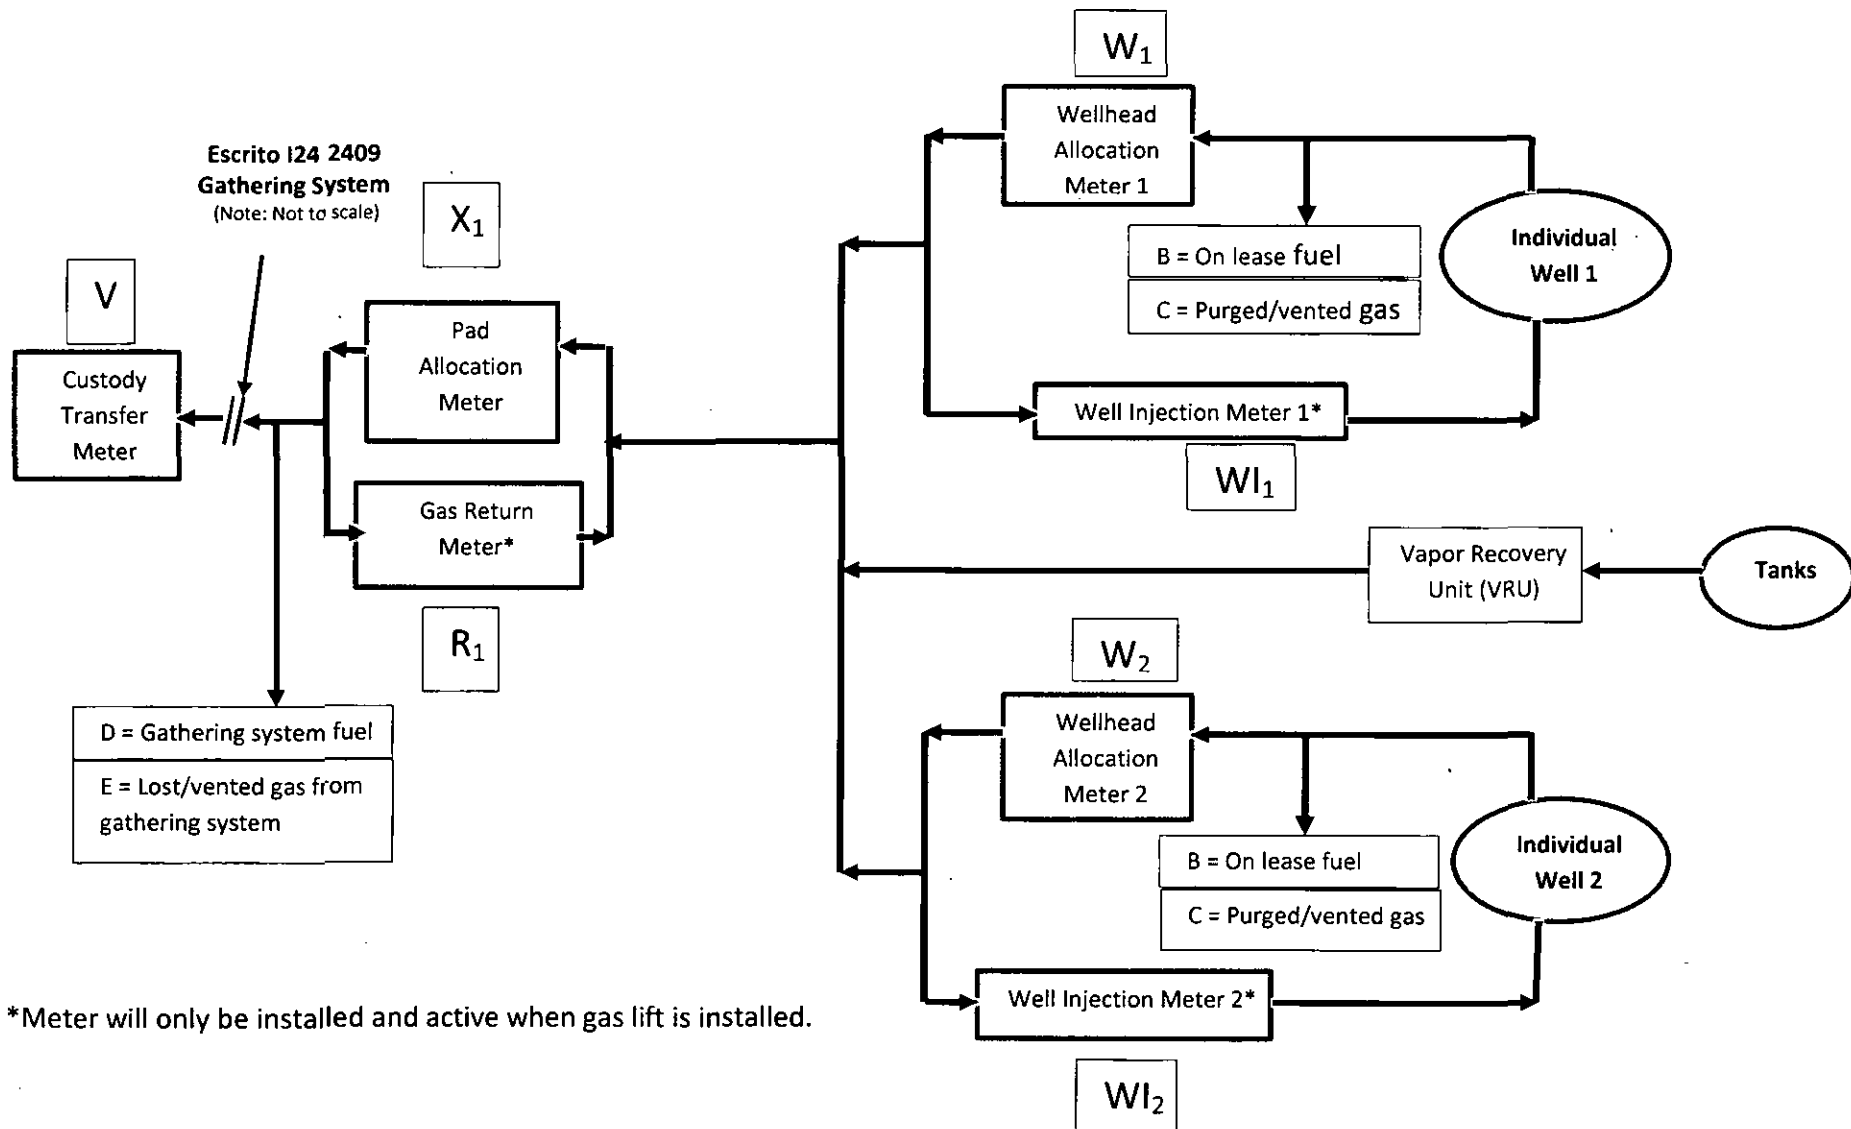 W1
Wellhead
Allocation
Meter 1
Escrito I24 2409
Gathering System
(Note: Not to scale)
X1
B = On lease fuel
C = Purged/vented gas
Individual
Well 1
V
Custody
Transfer
Meter
Pad
Allocation
Meter
Well Injection Meter 1*
WI1
Gas Return
Meter*
R1
Vapor Recovery
Unit (VRU)
Tanks
W2
Wellhead
Allocation
Meter 2
D = Gathering system fuel
E = Lost/vented gas from
gathering system
B = On lease fuel
C = Purged/vented gas
Individual
Well 2
Well Injection Meter 2*
WI2
*Meter will only be installed and active when gas lift is installed.